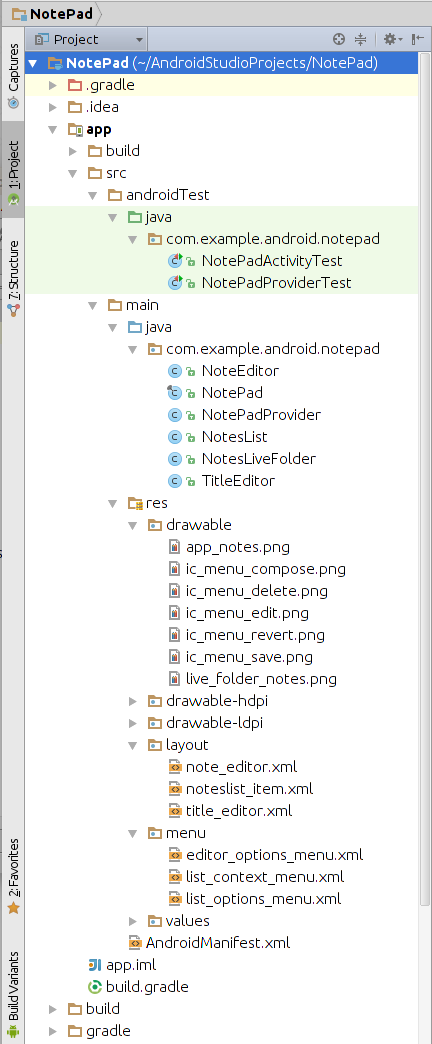 NotePad
Project
Captures
1: Project
7: Structure
2: Favorites
Build Variants
NotePad (~/AndroidStudioProjects/NotePad)
.gradle
.idea
app
build
src
androidTest
java
com.example.android.notepad
NotePadActivityTest
NotePadProviderTest
main
java
com.example.android.notepad
NoteEditor
NotePad
NotePadProvider
NotesList
NotesLiveFolder
TitleEditor
res
drawable
app_notes.png
ic_menu_compose.png
ic_menu_delete.png
ic_menu_edit.png
ic_menu_revert.png
ic_menu_save.png
live_folder_notes.png
drawable-hdpi
drawable-ldpi
layout
note_editor.xml
noteslist_item.xml
title_editor.xml
menu
editor_options_menu.xml
list_context_menu.xml
list_options_menu.xml
values
AndroidManifest.xml
app.iml
build.gradle
build
gradle